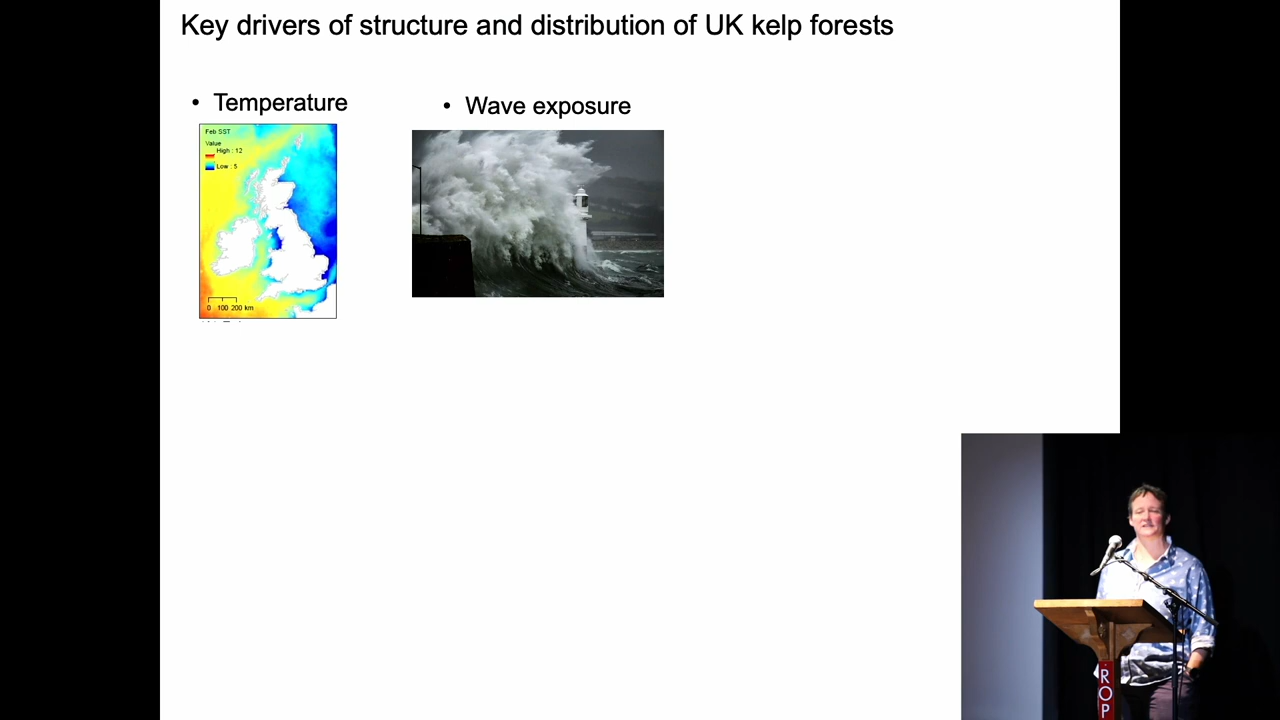 Key drivers of structure and distribution of UK kelp forests
• Temperature
• Wave exposure
Feb SST
Value
High : 12
Low : 5
0 100 200 km
ROP